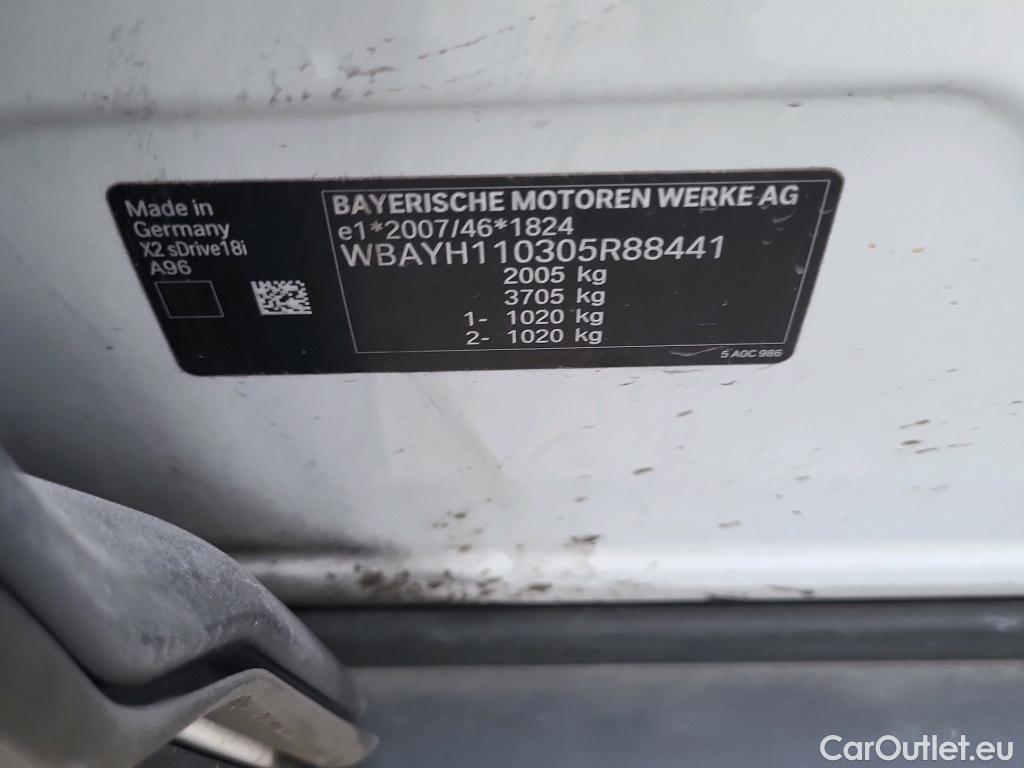 Made in
Germany
X2 sDrive18i
A96
BAYERISCHE MOTOREN WERKE AG
e1*2007/46*1824
WBAYH110305R88441
2005 kg
3705 kg
1- 1020 kg
2- 1020 kg
5 A0C 986
CarOutlet.eu